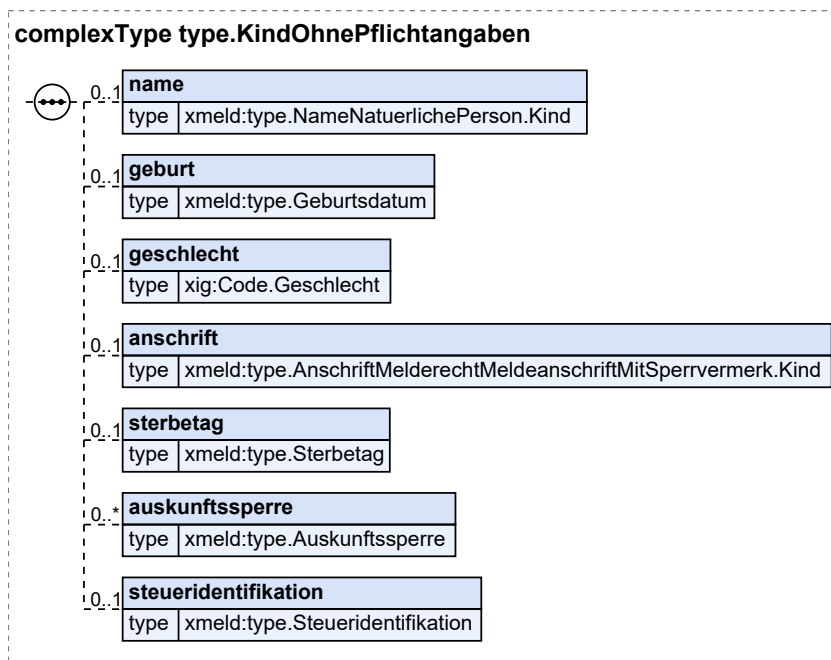 complexType type.KindOhnePflichtangaben
0..1 name
type xmeld:type.NameNatuerlichePerson.Kind
0..1 geburt
type xmeld:type.Geburtsdatum
0..1 geschlecht
type xig:Code.Geschlecht
0..1 anschrift
type xmeld:type.AnschriftMelderechtMeldeanschriftMitSperrvermerk.Kind
0..1 sterbetag
type xmeld:type.Sterbetag
0..* auskunftssperre
type xmeld:type.Auskunftssperre
0..1 steueridentifikation
type xmeld:type.Steueridentifikation